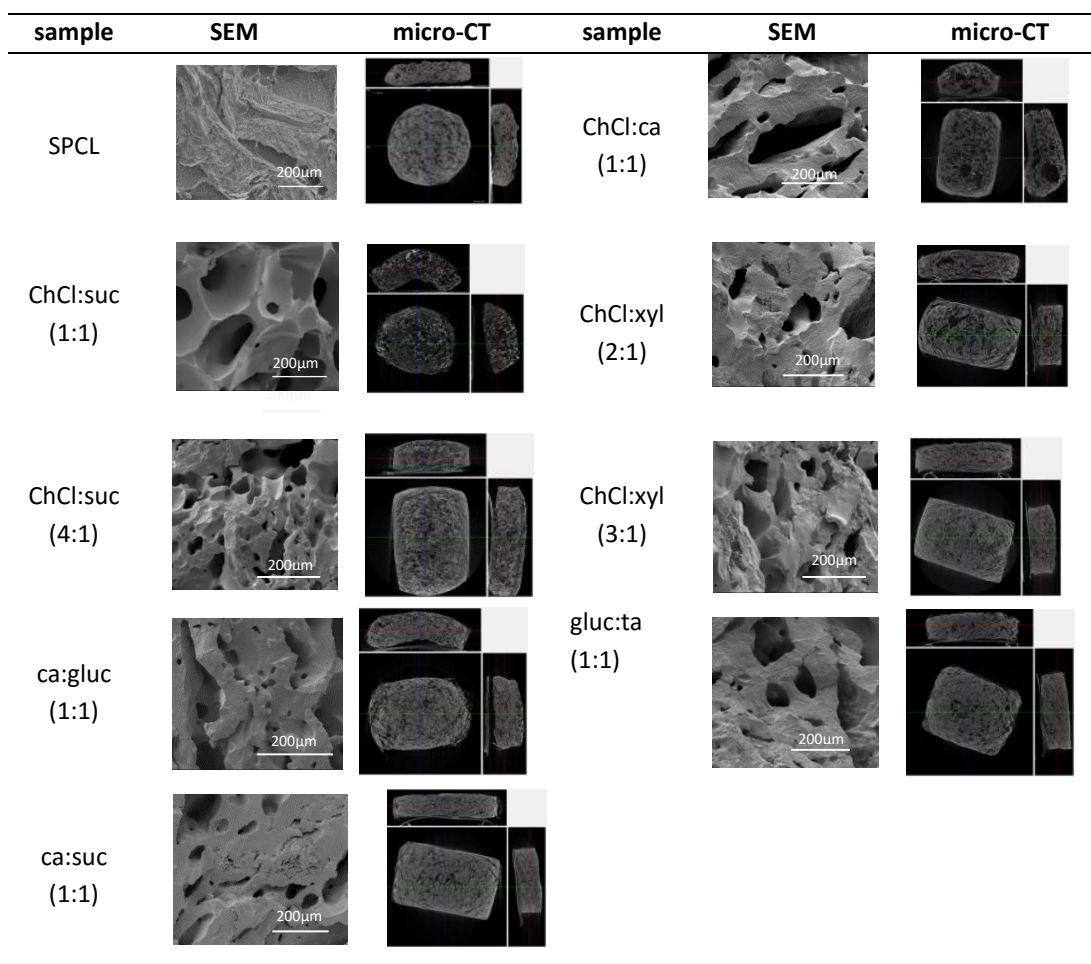 sample SEM micro-CT sample SEM micro-CT
SPCL
200µm
ChCl:ca
(1:1)
200µm
ChCl:suc
(1:1)
200µm
200µm
ChCl:xyl
(2:1)
200µm
ChCl:suc
(4:1)
200µm
ChCl:xyl
(3:1)
200µm
ca:gluc
(1:1)
200µm
gluc:ta
(1:1)
200µm
ca:suc
(1:1)
200µm